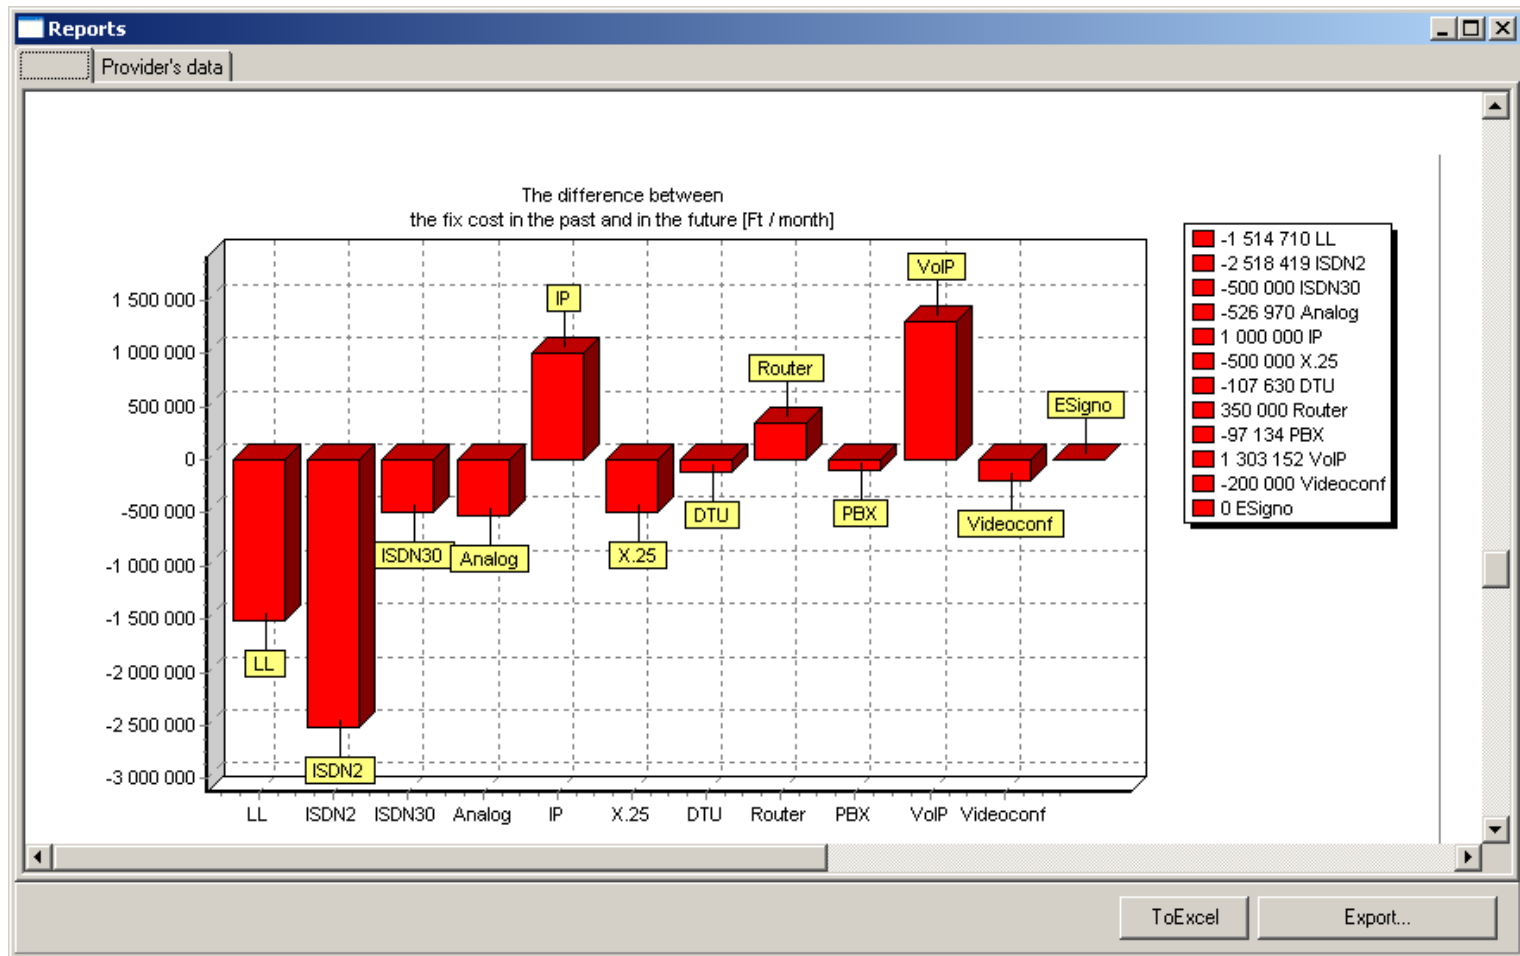 Reports
Provider's data
The difference between
the fix cost in the past and in the future [Ft / month]
1 500 000
1 000 000
500 000
0
-500 000
-1 000 000
-1 500 000
-2 000 000
-2 500 000
-3 000 000
LL
ISDN2
ISDN30
Analog
IP
X.25
DTU
Router
PBX
VoIP
Videoconf
ESigno
LL ISDN2 ISDN30 Analog IP X.25 DTU Router PBX VoIP Videoconf
-1 514 710 LL
-2 518 419 ISDN2
-500 000 ISDN30
-526 970 Analog
1 000 000 IP
-500 000 X.25
-107 630 DTU
350 000 Router
-97 134 PBX
1 303 152 VoIP
-200 000 Videoconf
0 ESigno
ToExcel
Export...